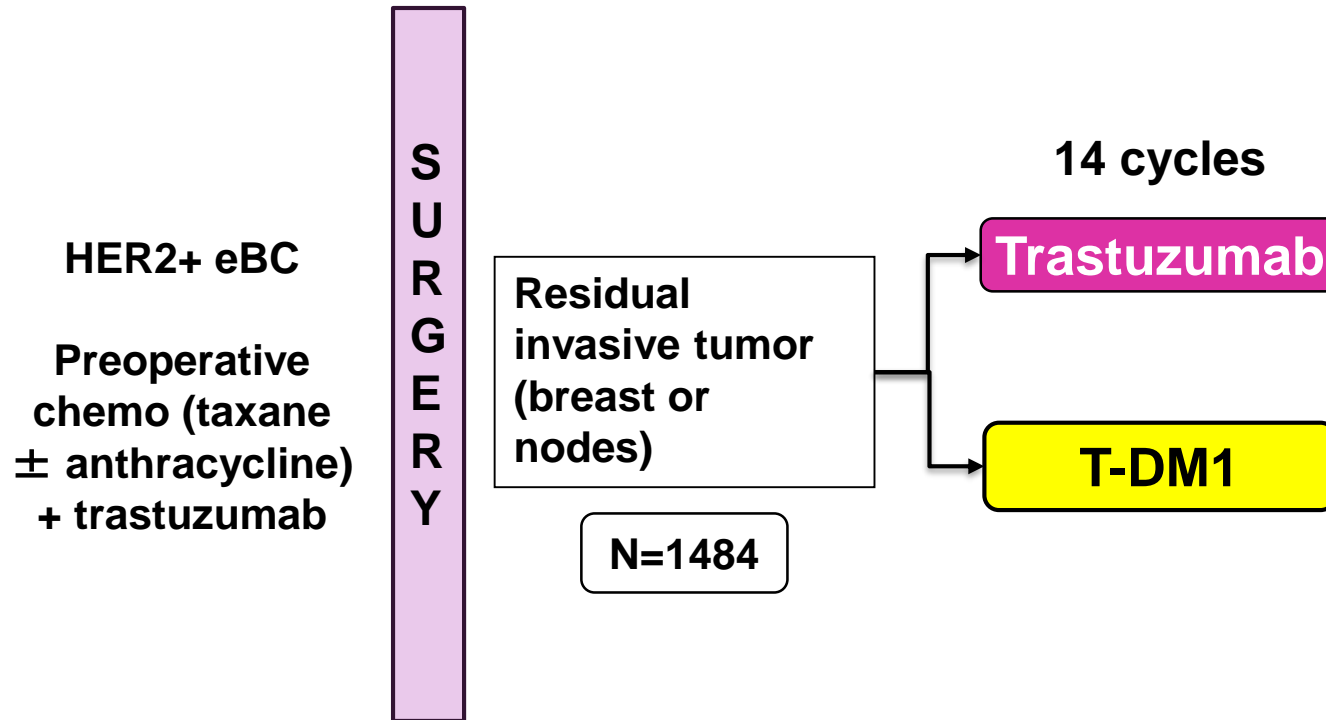 HER2+ eBC
Preoperative
chemo (taxane
± anthracycline)
+ trastuzumab
S
U
R
G
E
R
Y
Residual
invasive tumor
(breast or
nodes)
N=1484
14 cycles
Trastuzumab
T-DM1